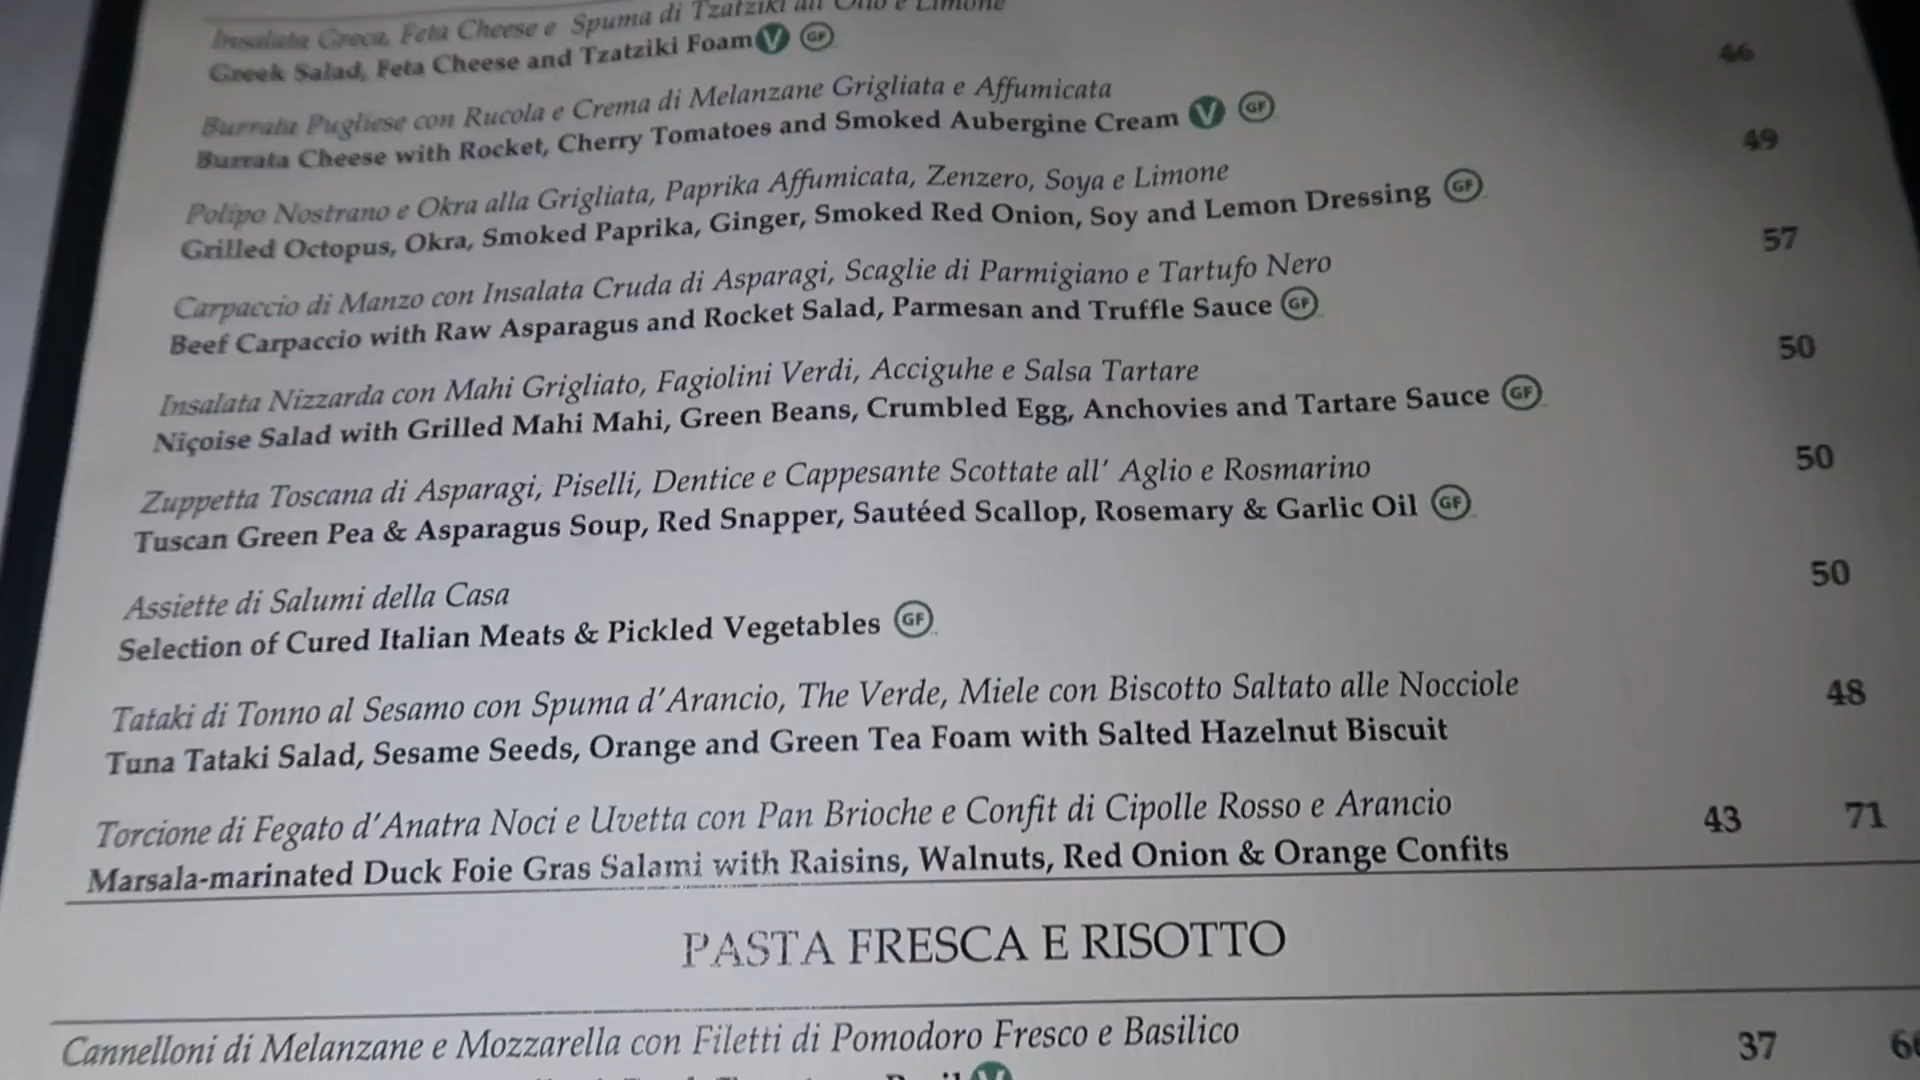 Insalata Greca, Feta Cheese e Spuma di Tzatziki all' Olio e Limone
Greek Salad, Feta Cheese and Tzatziki Foam V GF
46
Burrata Pugliese con Rucola e Crema di Melanzane Grigliata e Affumicata
Burrata Cheese with Rocket, Cherry Tomatoes and Smoked Aubergine Cream V GF
49
Polipo Nostrano e Okra alla Grigliata, Paprika Affumicata, Zenzero, Soya e Limone
Grilled Octopus, Okra, Smoked Paprika, Ginger, Smoked Red Onion, Soy and Lemon Dressing GF
57
Carpaccio di Manzo con Insalata Cruda di Asparagi, Scaglie di Parmigiano e Tartufo Nero
Beef Carpaccio with Raw Asparagus and Rocket Salad, Parmesan and Truffle Sauce GF
50
Insalata Nizzarda con Mahi Grigliato, Fagiolini Verdi, Acciguhe e Salsa Tartare
Niçoise Salad with Grilled Mahi Mahi, Green Beans, Crumbled Egg, Anchovies and Tartare Sauce GF
50
Zuppetta Toscana di Asparagi, Piselli, Dentice e Cappesante Scottate all' Aglio e Rosmarino
Tuscan Green Pea & Asparagus Soup, Red Snapper, Sautéed Scallop, Rosemary & Garlic Oil GF
50
Assiette di Salumi della Casa
Selection of Cured Italian Meats & Pickled Vegetables GF
48
Tataki di Tonno al Sesamo con Spuma d'Arancio, The Verde, Miele con Biscotto Saltato alle Nocciole
Tuna Tataki Salad, Sesame Seeds, Orange and Green Tea Foam with Salted Hazelnut Biscuit
43 71
Torcione di Fegato d'Anatra Noci e Uvetta con Pan Brioche e Confit di Cipolle Rosso e Arancio
Marsala-marinated Duck Foie Gras Salami with Raisins, Walnuts, Red Onion & Orange Confits
PASTA FRESCA E RISOTTO
Cannelloni di Melanzane e Mozzarella con Filetti di Pomodoro Fresco e Basilico
37
V